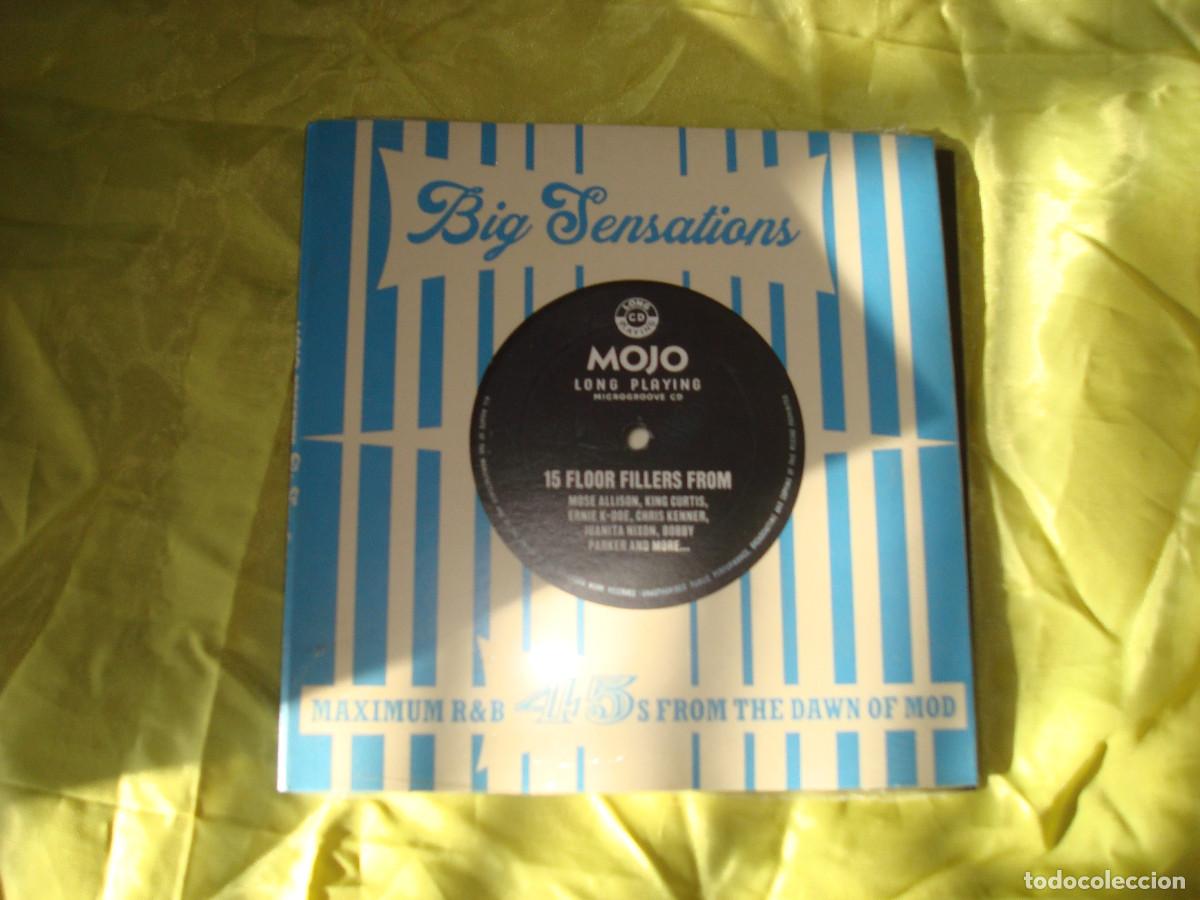 Big Sensations
LONG PLAYING
CD
MOJO
LONG PLAYING
MICROGROOVE CD
15 FLOOR FILLERS FROM
MOSE ALLISON, KING CURTIS,
ERNIE K-DOE, CHRIS KENNER,
JUANITA NIXON, BOBBY
PARKER AND MORE...
MAXIMUM R&B 45s FROM THE DAWN OF MOD
todocoleccion